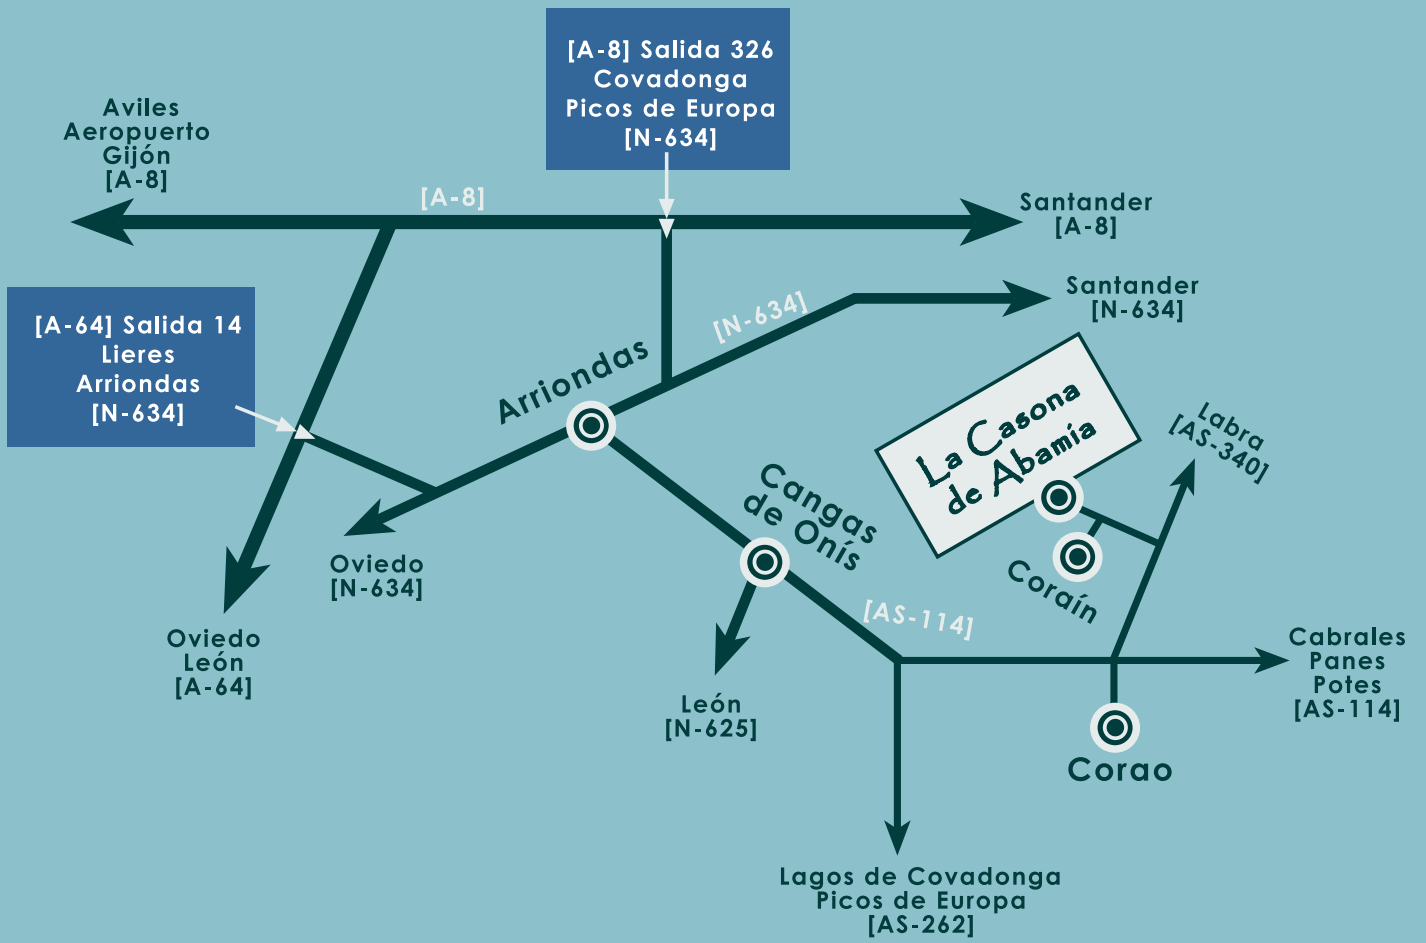 [A-8] Salida 326
Covadonga
Picos de Europa
[N-634]
Aviles
Aeropuerto
Gijón
[A-8]
[A-8]
Santander
[A-8]
Santander
[N-634]
[N-634]
[A-64] Salida 14
Lieres
Arriondas
[N-634]
Arriondas
La Casona
de Abamía
Labra
[AS-340]
Cangas
de Onís
Oviedo
[N-634]
Coraín
[AS-114]
Oviedo
León
[A-64]
Cabrales
Panes
Potes
[AS-114]
León
[N-625]
Corao
Lagos de Covadonga
Picos de Europa
[AS-262]